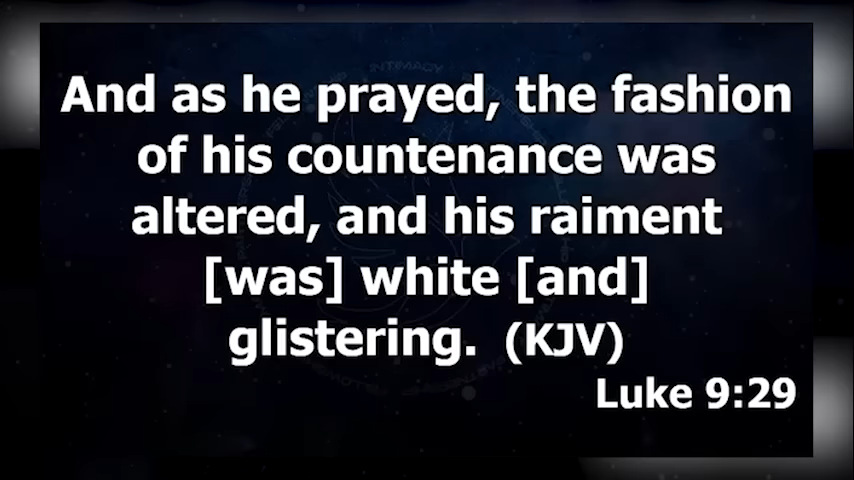 And as he prayed, the fashion
of his countenance was
altered, and his raiment
[was] white [and]
glistering. (KJV)
Luke 9:29